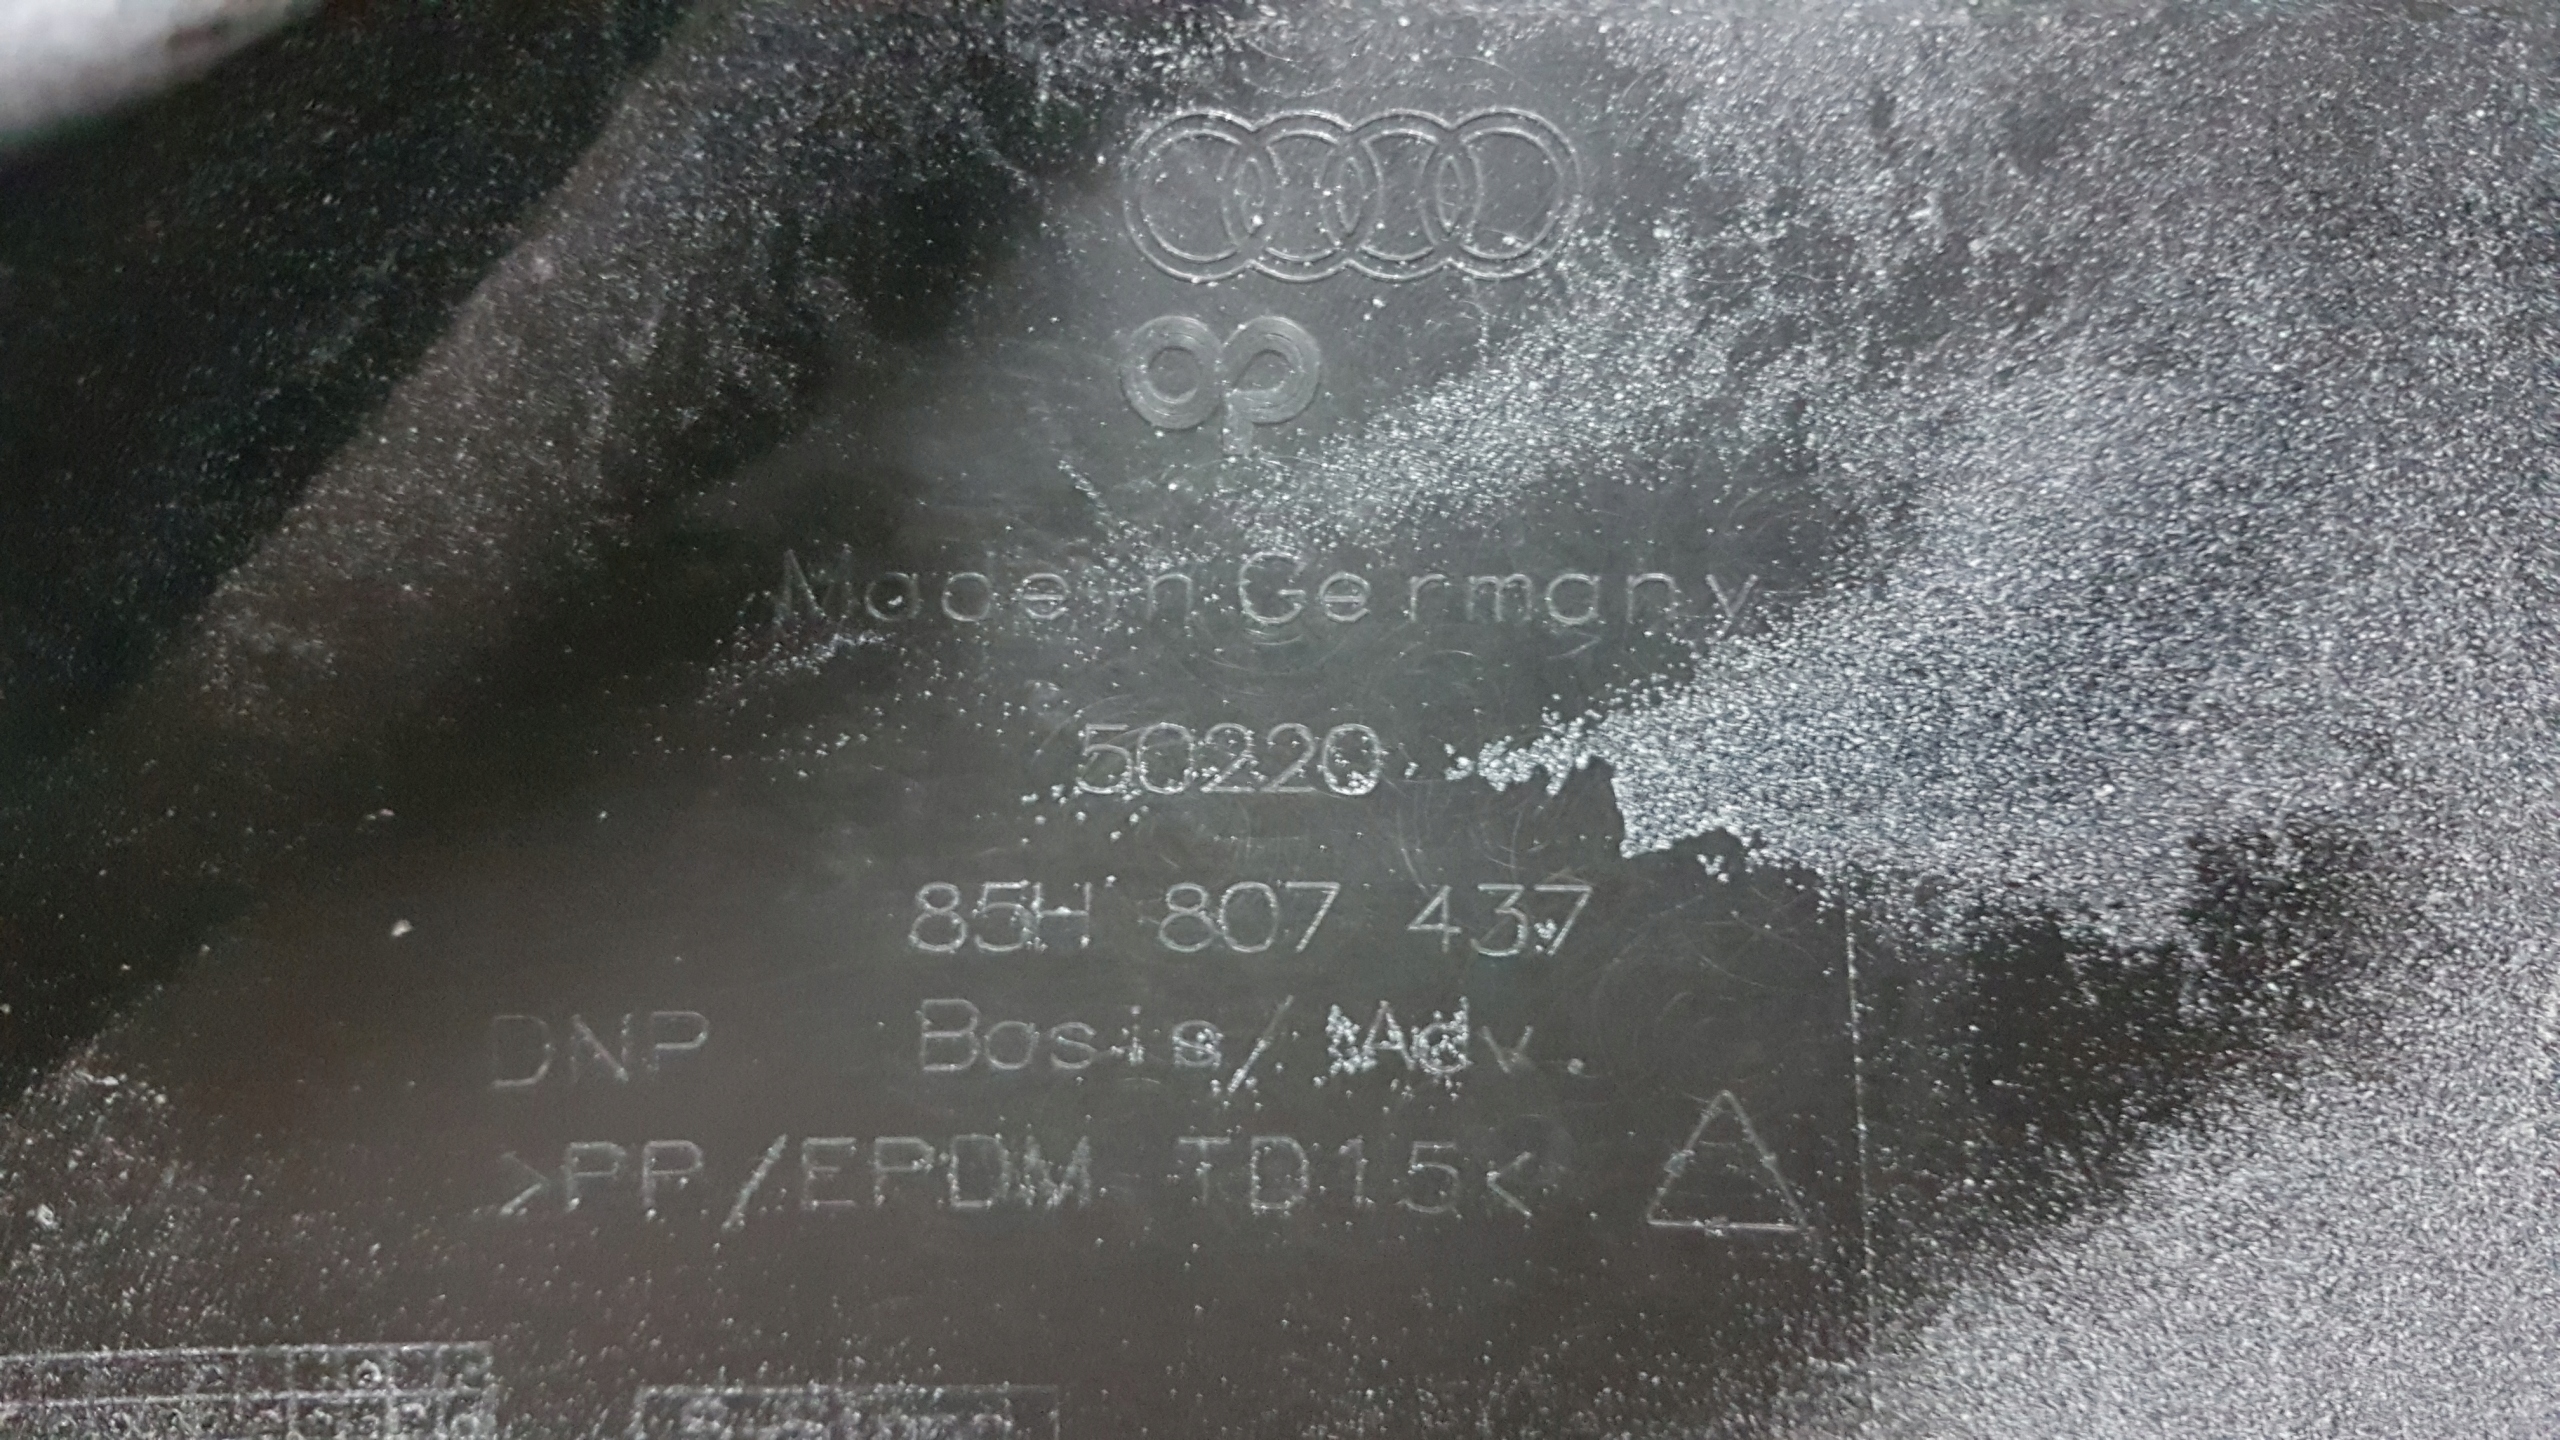 Made in Germany
50220
85H 807 437
DNP Basis/Adv.
>PP/EPDM TD15<